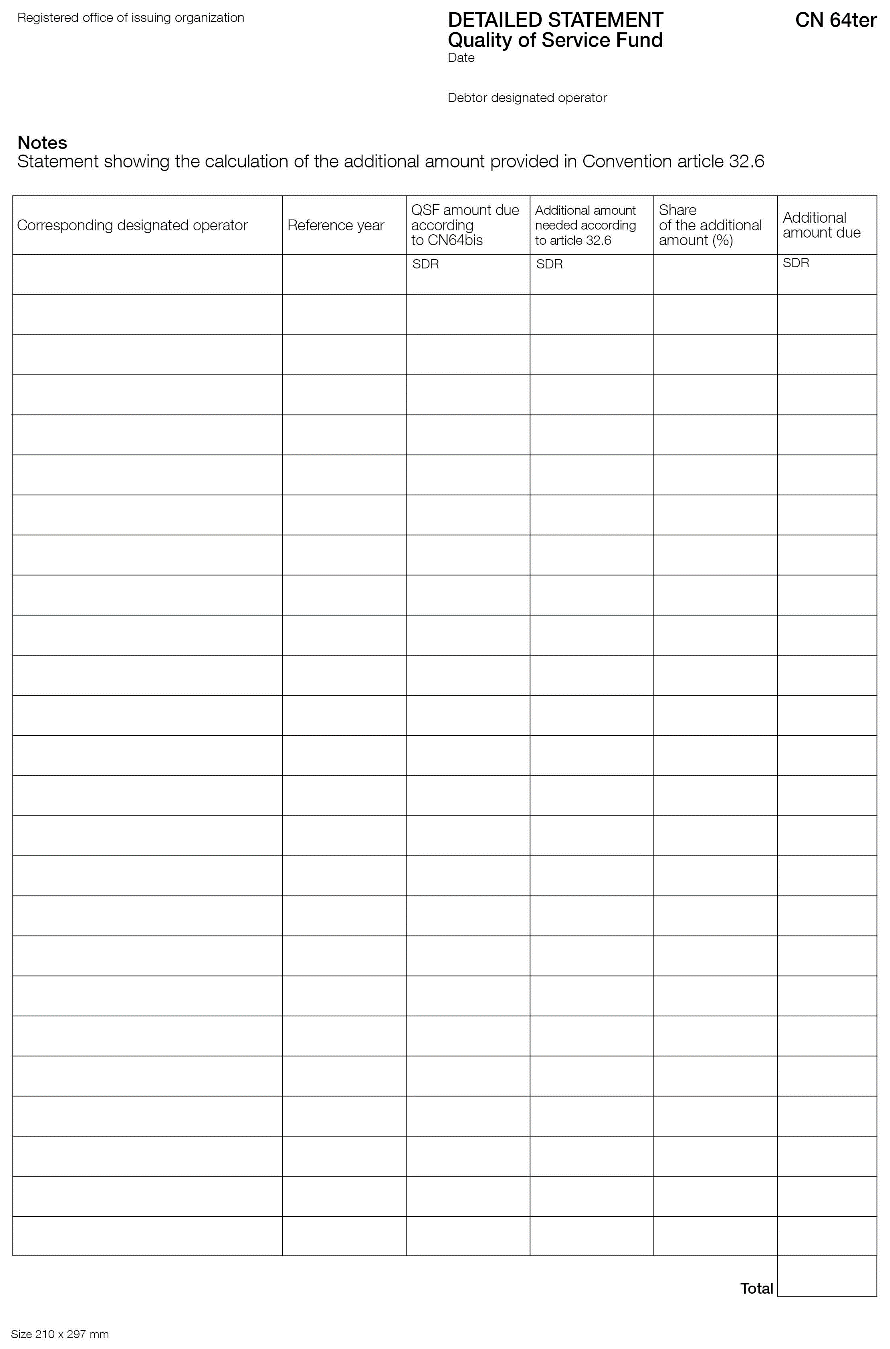 Registered office of issuing organization
DETAILED STATEMENT
Quality of Service Fund
CN 64ter
Date
Debtor designated operator
Notes
Statement showing the calculation of the additional amount provided in Convention article 32.6
Corresponding designated operator
Reference year
QSF amount due
according
to CN64bis
Additional amount
needed according
to article 32.6
Share
of the additional
amount (%)
Additional
amount due
SDR
SDR
SDR
Total
Size 210 x 297 mm